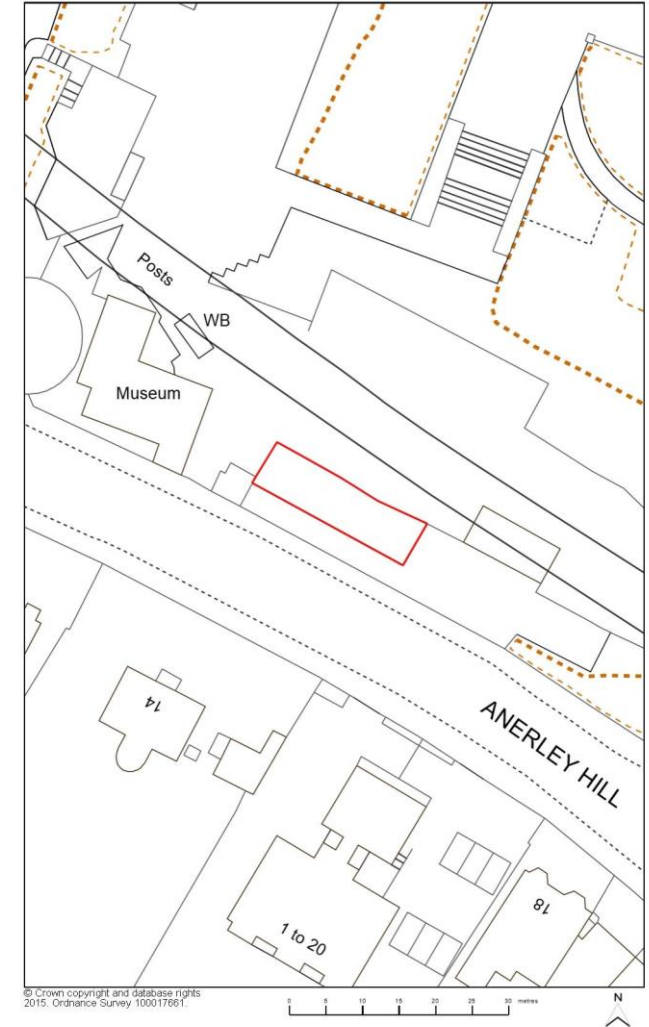 Posts
WB
Museum
14
ANERLEY HILL
1 to 20
18
© Crown copyright and database rights
2015. Ordnance Survey 100017661.
0 5 10 15 20 30 metres
N